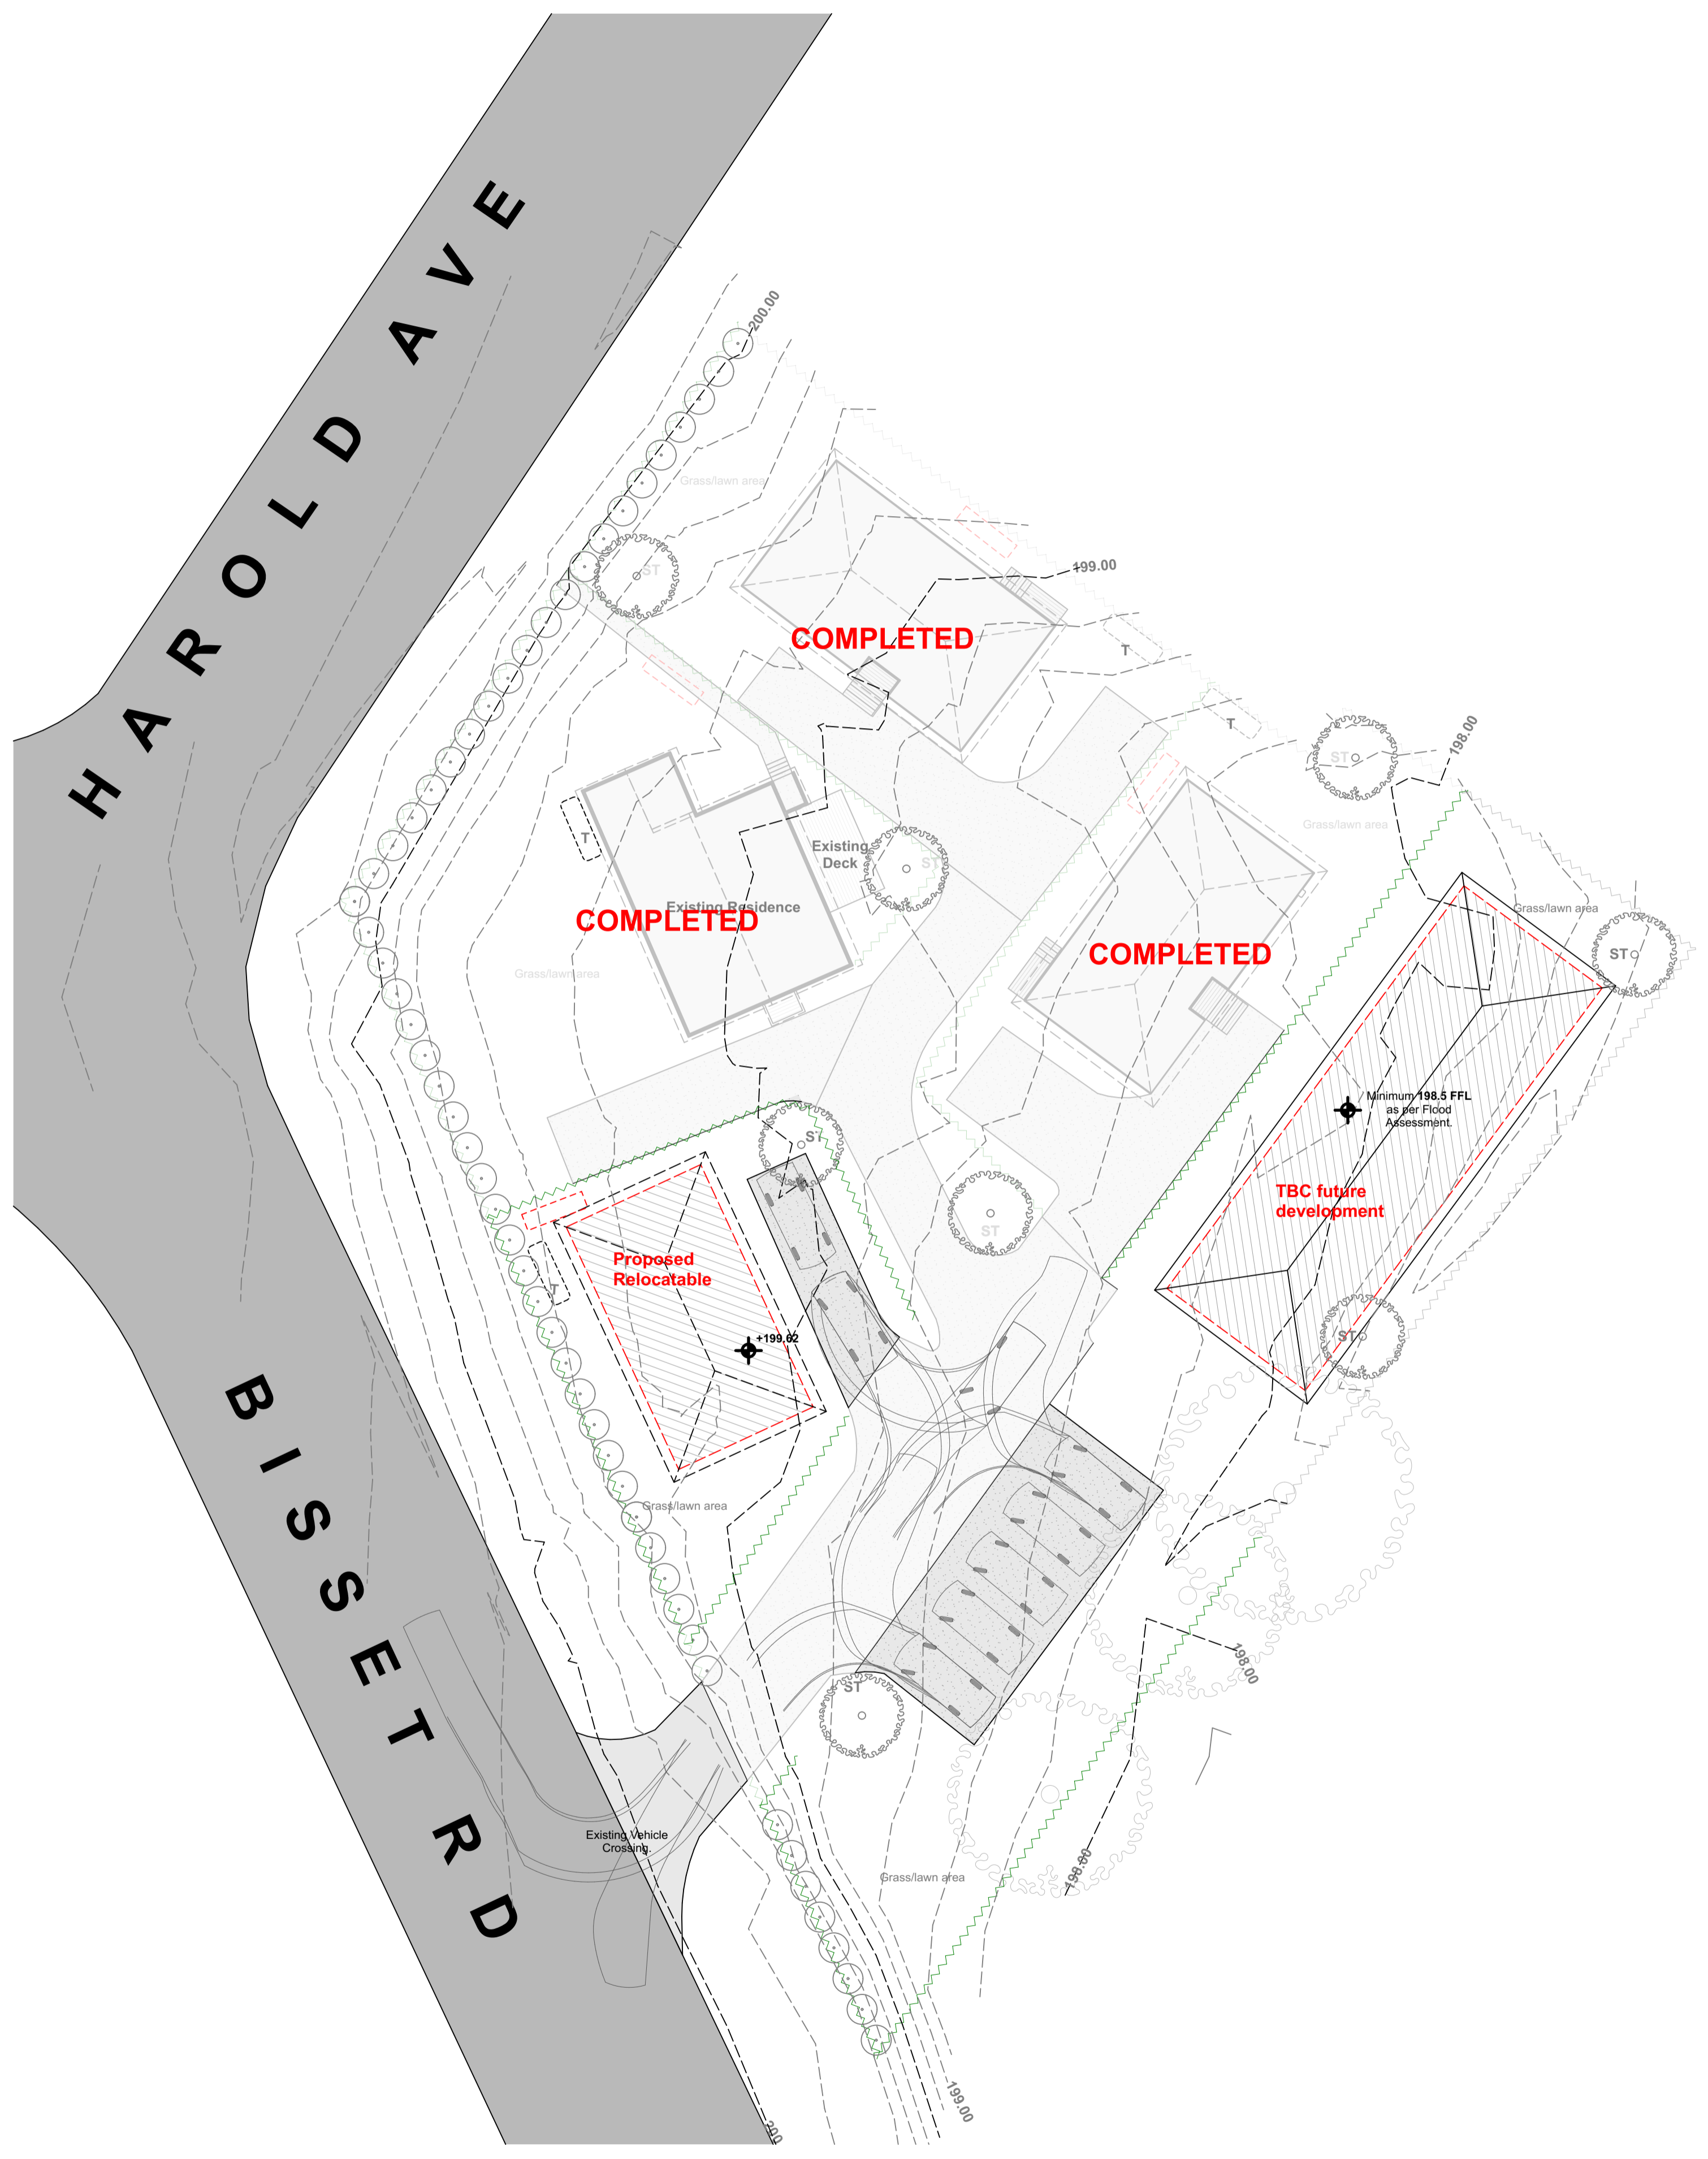 HAROLD AVE
200.00
Grass/lawn area
ST
199.00
COMPLETED
T
T
198.00
ST
Grass/lawn area
T
Existing
Deck
ST
Existing Residence
COMPLETED
Grass/lawn area
COMPLETED
Grass/lawn area
ST
Minimum 198.5 FFL
as per Flood
Assessment.
ST
TBC future
development
ST
Proposed
Relocatable
T
+199.62
ST
Grass/lawn area
BISSET RD
198.00
ST
Existing Vehicle
Crossing.
198.00
Grass/lawn area
199.00
200